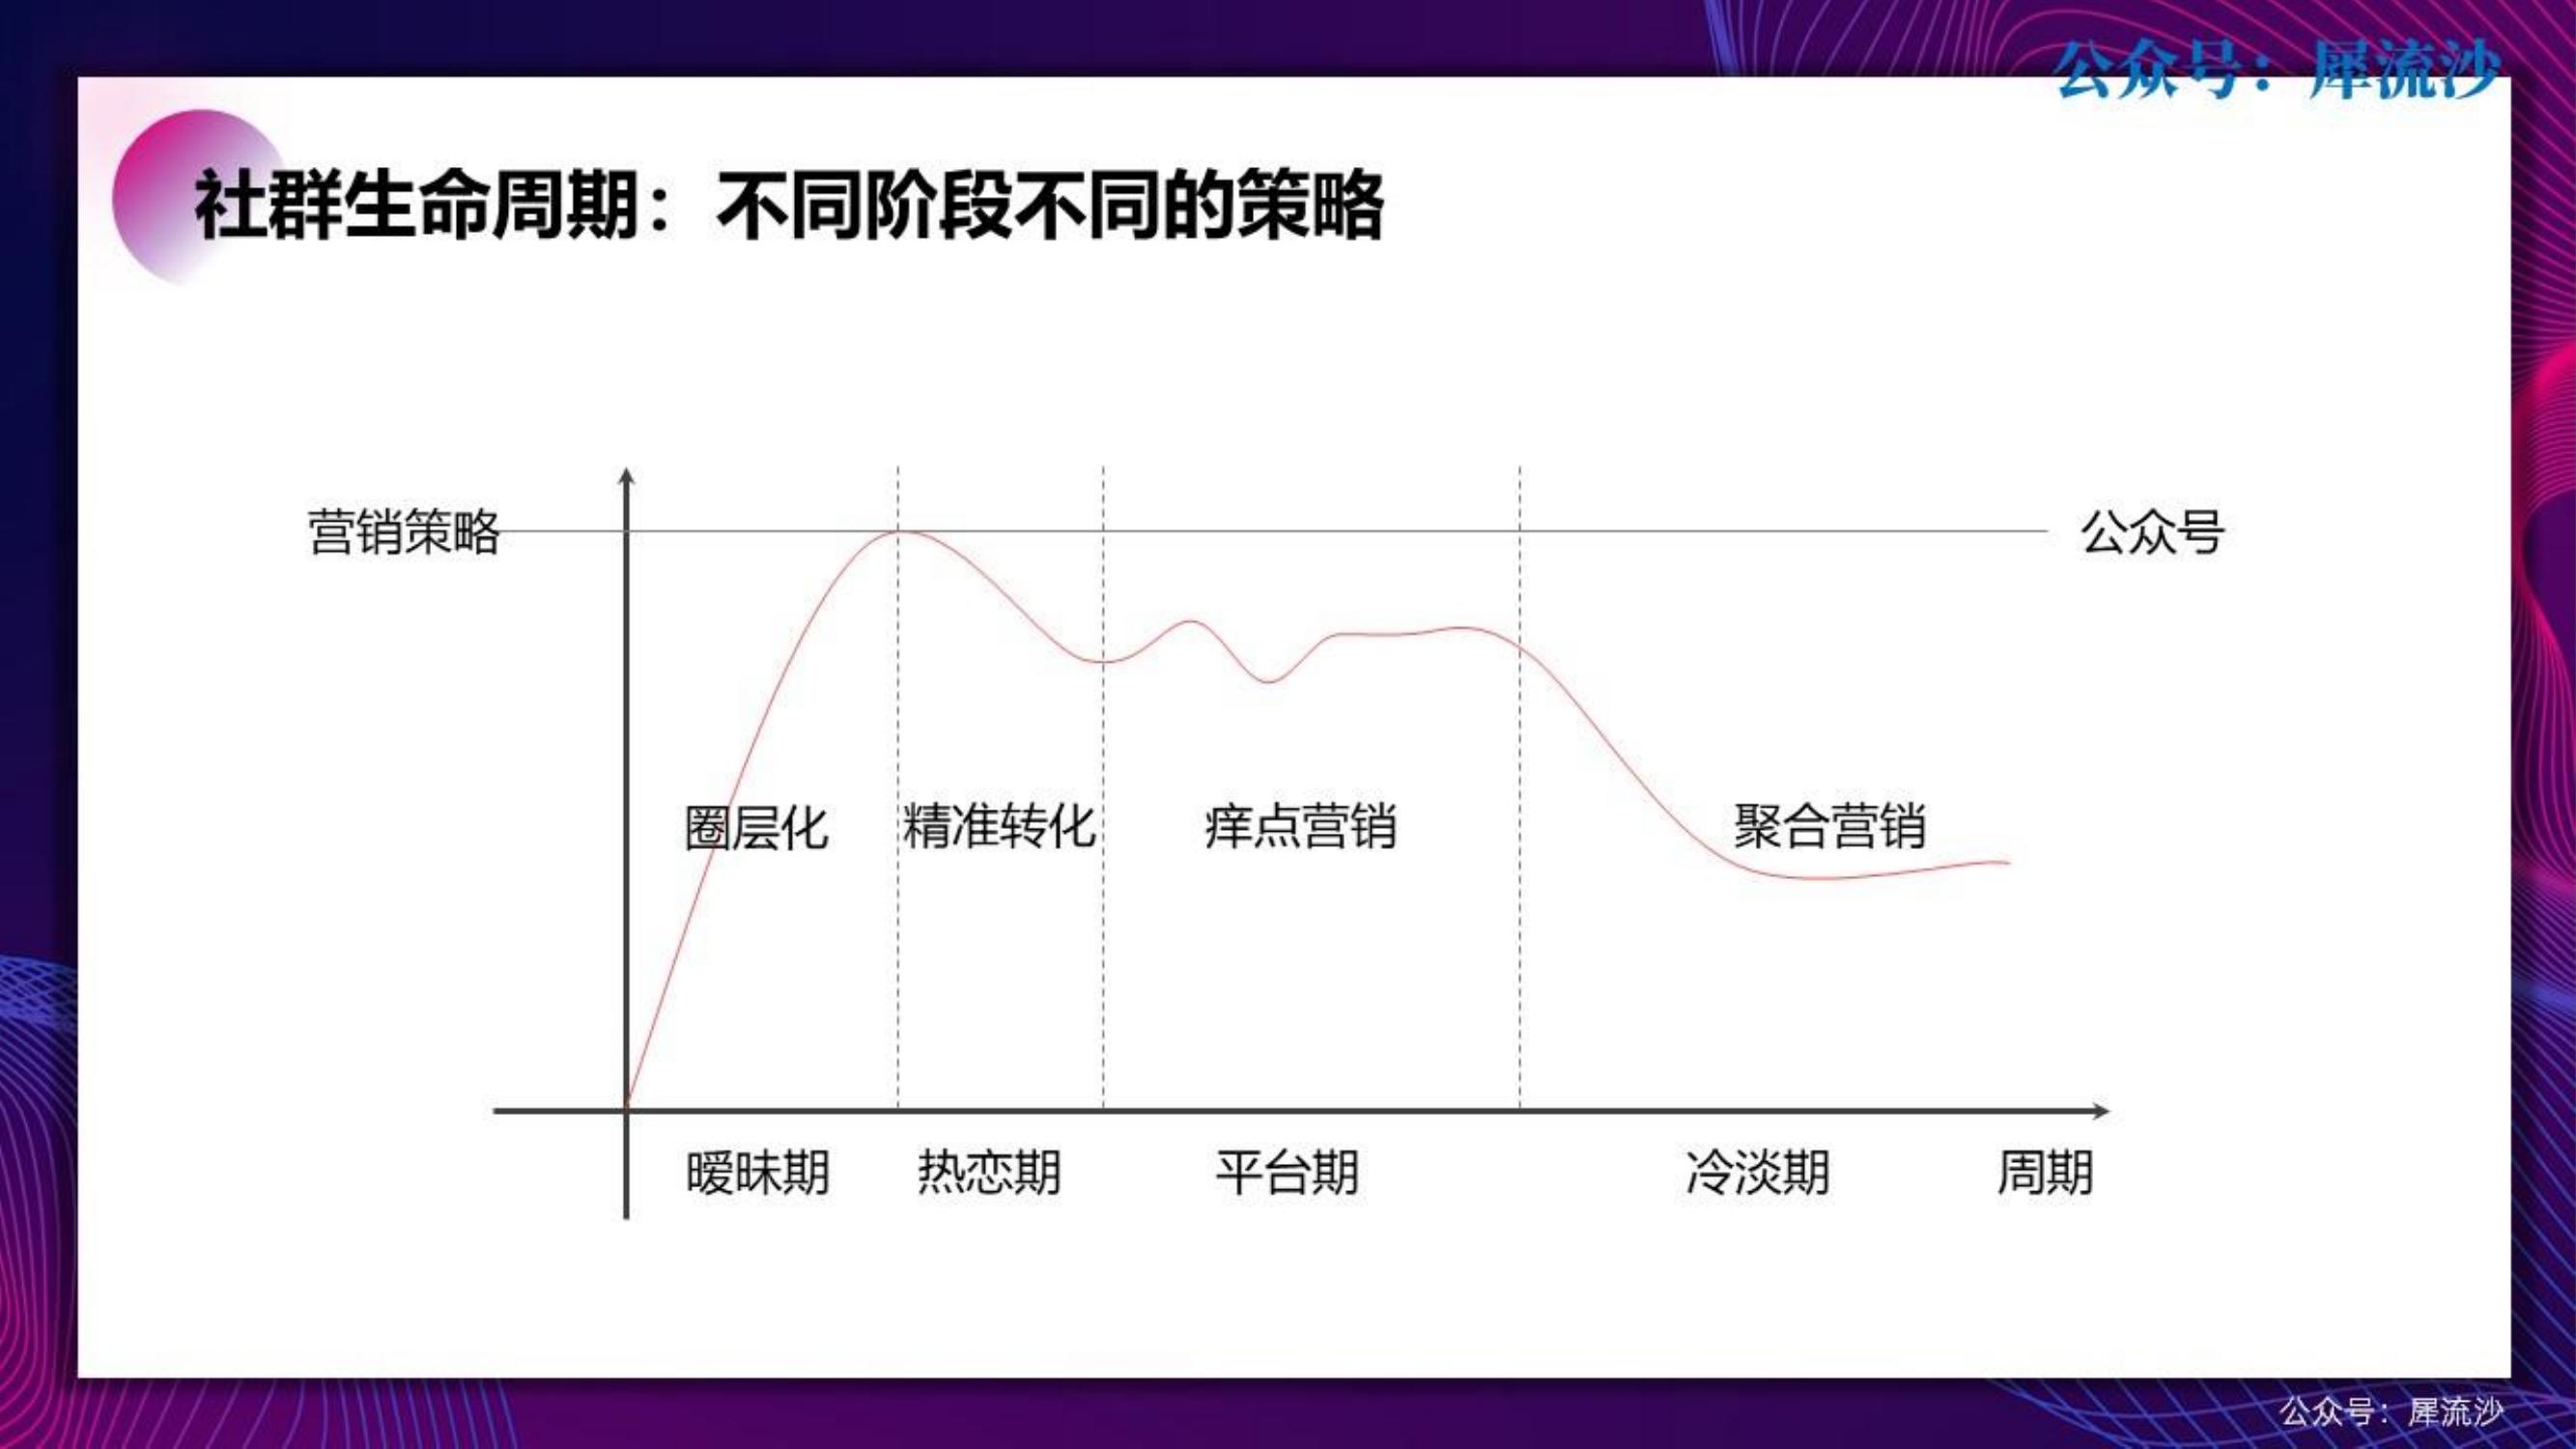 公众号：犀流沙
社群生命周期：不同阶段不同的策略
营销策略
公众号
圈层化
精准转化
痒点营销
聚合营销
暧昧期
热恋期
平台期
冷淡期
周期
公众号：犀流沙